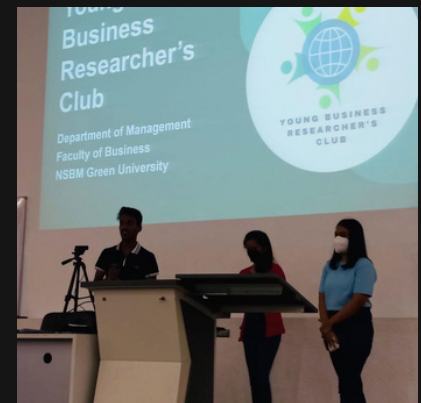 Young
Business
Researcher's
Club
Department of Management
Faculty of Business
NSBM Green University
YOUNG BUSINESS
RESEARCHER'S
CLUB